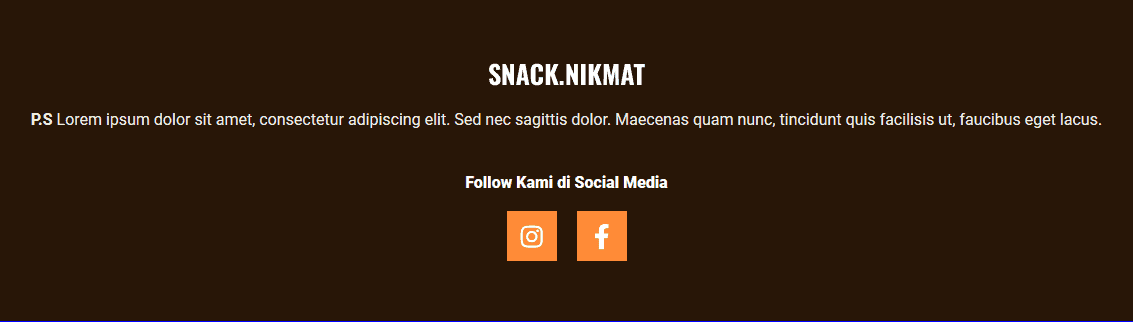 SNACK.NIKMAT
P.S Lorem ipsum dolor sit amet, consectetur adipiscing elit. Sed nec sagittis dolor. Maecenas quam nunc, tincidunt quis facilisis ut, faucibus eget lacus.
Follow Kami di Social Media